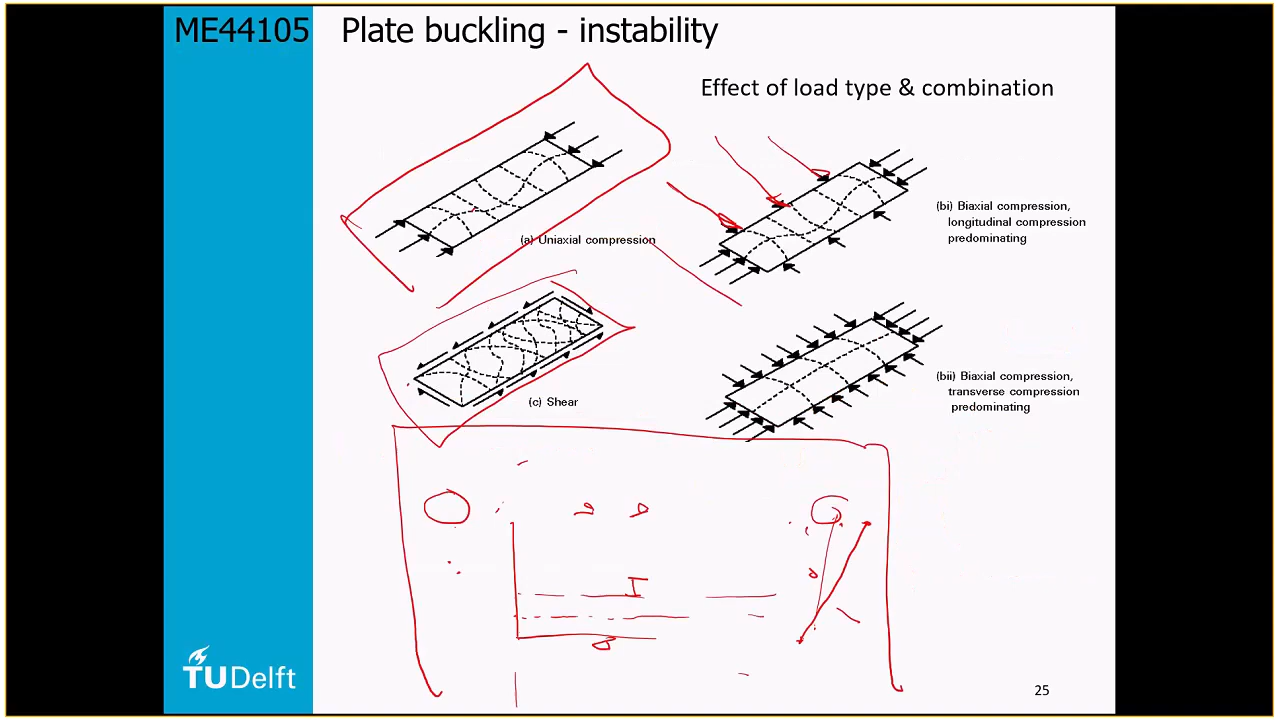 ME44105
Plate buckling - instability
Effect of load type & combination
(a) Uniaxial compression
(bi) Biaxial compression,
longitudinal compression
predominating
(c) Shear
(bii) Biaxial compression,
transverse compression
predominating
I
TUDelft
25